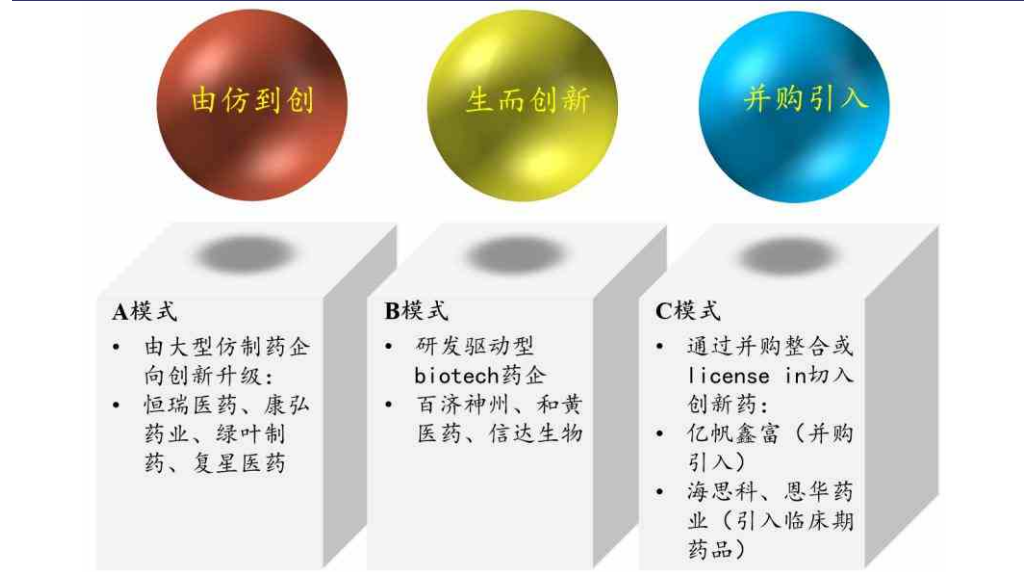 由仿到创
生而创新
并购引入
A模式
• 由大型仿制药企
向创新升级：
• 恒瑞医药、康弘
药业、绿叶制
药、复星医药
B模式
• 研发驱动型
biotech药企
• 百济神州、和黄
医药、信达生物
C模式
• 通过并购整合或
license in切入
创新药：
• 亿帆鑫富（并购
引入）
• 海思科、恩华药
业（引入临床期
药品）